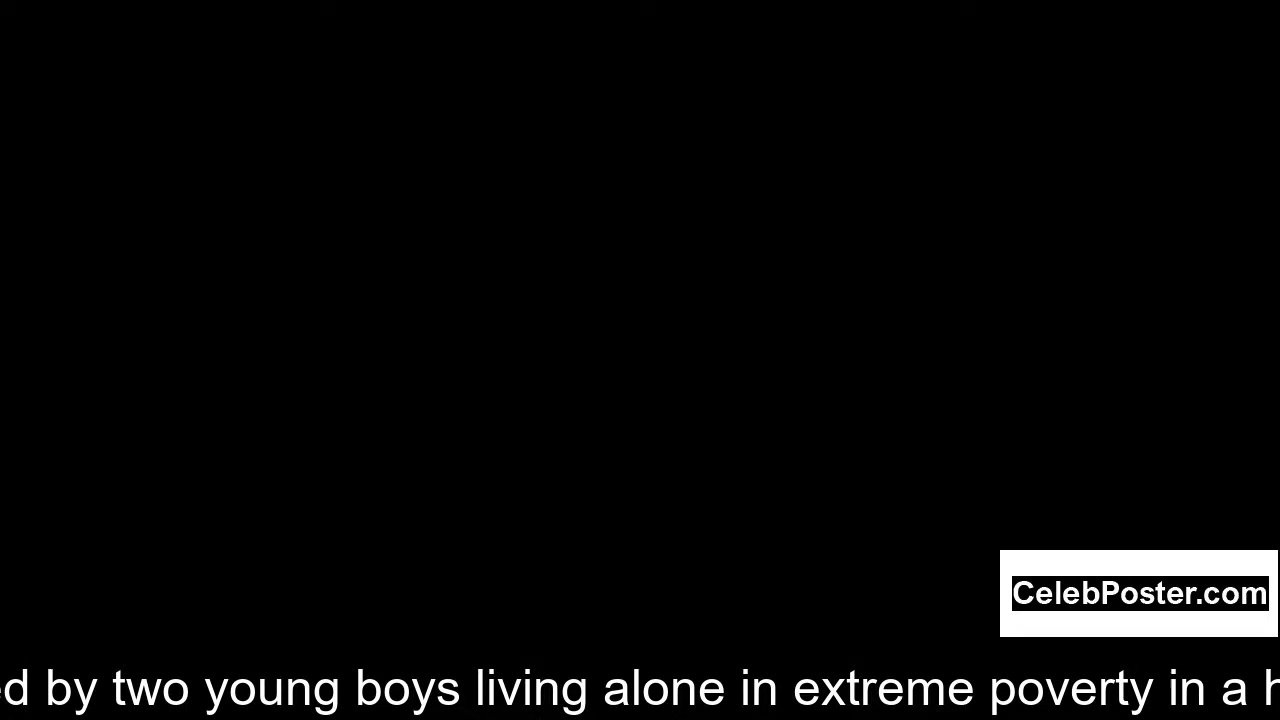 CelebPoster.com
by two young boys living alone in extreme poverty in a